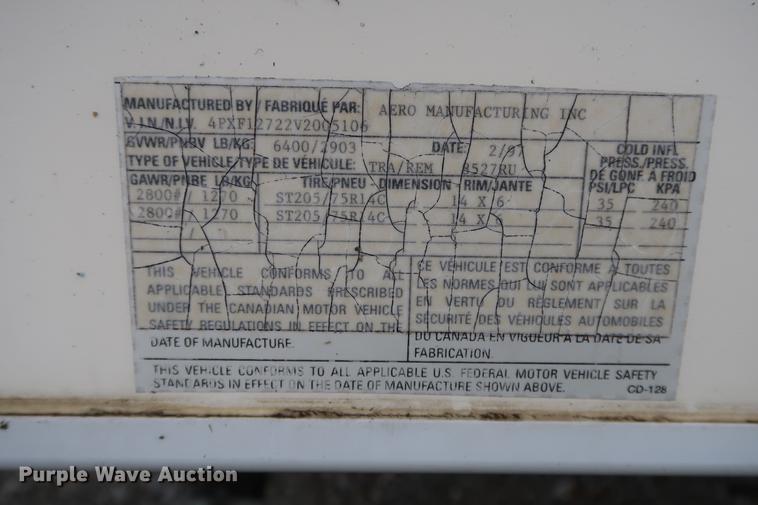 MANUFACTURED BY / FABRIQUÉ PAR: AERO MANUFACTURING INC
V.I.N/N.I.V. 4PXF12722V2005106
GVWR/PNBV LB/KG 6400/2903 DATE: 2/97
TYPE OF VEHICLE/TYPE DE VÉHICULE: TRA/REM 8527RU
COLD INFL
PRESS./PRESS.
DE GONF À FROID
GAWR/PNBE LB/KG TIRE/PNEU - DIMENSION - RIM/JANTE PSI/LPC KPA
2800# 1270 ST205/75R14C 14 X 6 35 240
2800# 1270 ST205/75R14C 14 X 6 35 240
THIS VEHICLE CONFORMS TO ALL
APPLICABLE STANDARDS PRESCRIBED
UNDER THE CANADIAN MOTOR VEHICLE
SAFETY REGULATIONS IN EFFECT ON THE
DATE OF MANUFACTURE.
CE VÉHICULE EST CONFORME À TOUTES
LES NORMES QUI LUI SONT APPLICABLES
EN VERTU DU RÈGLEMENT SUR LA
SÉCURITÉ DES VÉHICULES AUTOMOBILES
DU CANADA EN VIGUEUR A LA DATE DE SA
FABRICATION.
THIS VEHICLE CONFORMS TO ALL APPLICABLE U.S. FEDERAL MOTOR VEHICLE SAFETY
STANDARDS IN EFFECT ON THE DATE OF MANUFACTURE SHOWN ABOVE. CD-128
Purple Wave Auction